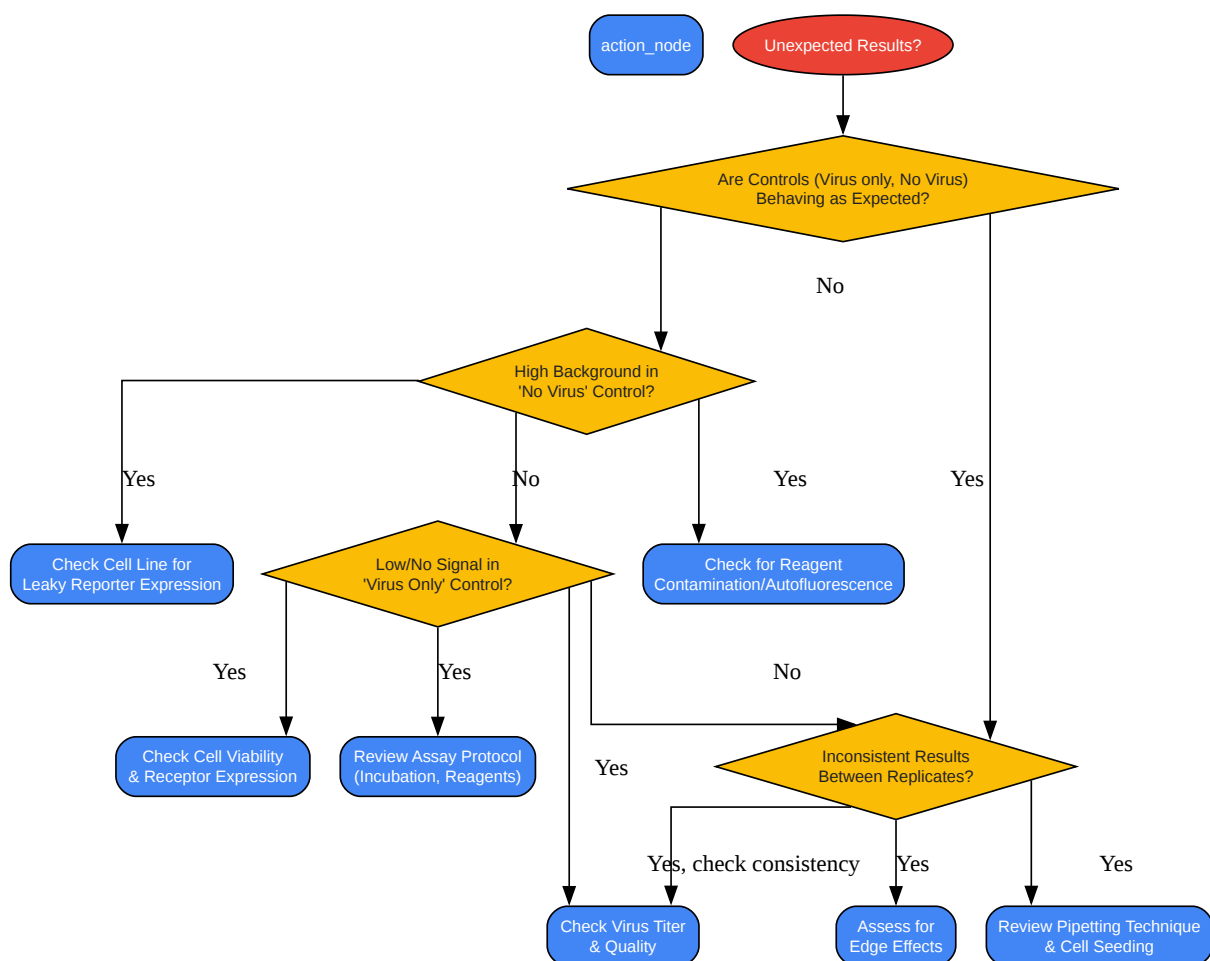 action_node
Unexpected Results?
Are Controls (Virus only, No Virus)
Behaving as Expected?
No
High Background in
'No Virus' Control?
Yes
No
Yes
Yes
Check Cell Line for
Leaky Reporter Expression
Low/No Signal in
'Virus Only' Control?
Check for Reagent
Contamination/Autofluorescence
Yes
Yes
No
Check Cell Viability
& Receptor Expression
Review Assay Protocol
(Incubation, Reagents)
Yes
Inconsistent Results
Between Replicates?
Yes, check consistency
Yes
Yes
Check Virus Titer
& Quality
Assess for
Edge Effects
Review Pipetting Technique
& Cell Seeding